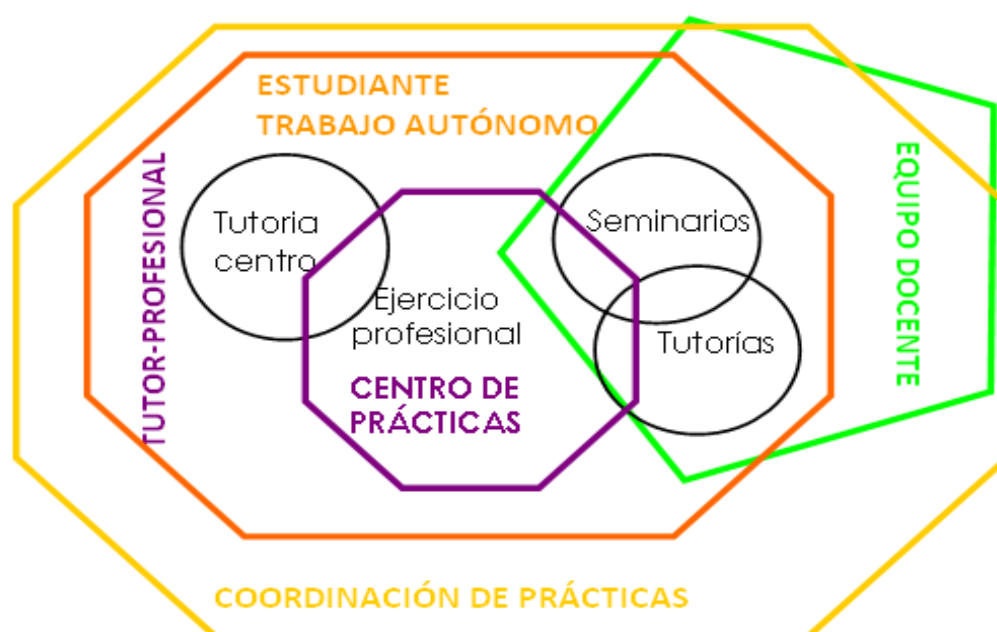 ESTUDIANTE
TRABAJO AUTÓNOMO
TUTOR-PROFESIONAL
Tutoria
centro
Seminarios
EQUIPO DOCENTE
Ejercicio
profesional
Tutorías
CENTRO DE
PRÁCTICAS
COORDINACIÓN DE PRÁCTICAS